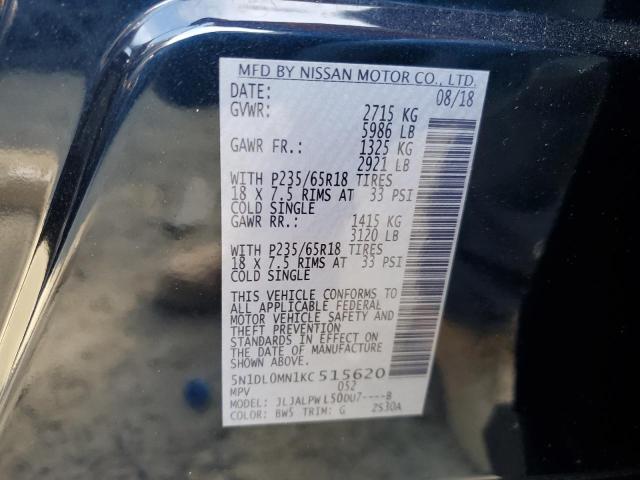 MFD BY NISSAN MOTOR CO., LTD.
DATE: 08/18
GVWR: 2715 KG
5986 LB
GAWR FR.: 1325 KG
2921 LB
WITH P235/65R18 TIRES
18 X 7.5 RIMS AT 33 PSI
COLD SINGLE
GAWR RR.: 1415 KG
3120 LB
WITH P235/65R18 TIRES
18 X 7.5 RIMS AT 33 PSI
COLD SINGLE
THIS VEHICLE CONFORMS TO
ALL APPLICABLE FEDERAL
MOTOR VEHICLE SAFETY AND
THEFT PREVENTION
STANDARDS IN EFFECT ON
THE DATE OF MANUFACTURE
SHOWN ABOVE.
5N1DL0MN1KC515620
MPV 052
MODEL: JLJALPWL50DU7----B
COLOR: BW5 TRIM: G 2S30A